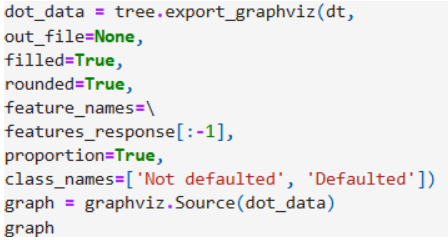 dot_data = tree.export_graphviz(dt,
out_file=None,
filled=True,
rounded=True,
feature_names=\
features_response[:-1],
proportion=True,
class_names=['Not defaulted', 'Defaulted'])
graph = graphviz.Source(dot_data)
graph